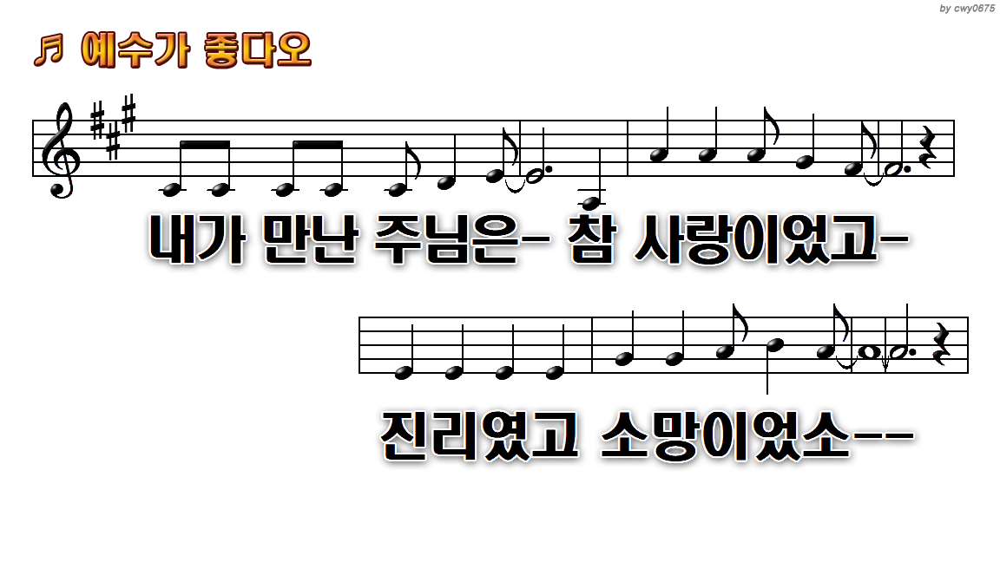 by cwy0675
♬ 예수가 좋다오
내가 만난 주님은- 참 사랑이었고-
진리였고 소망이었소--